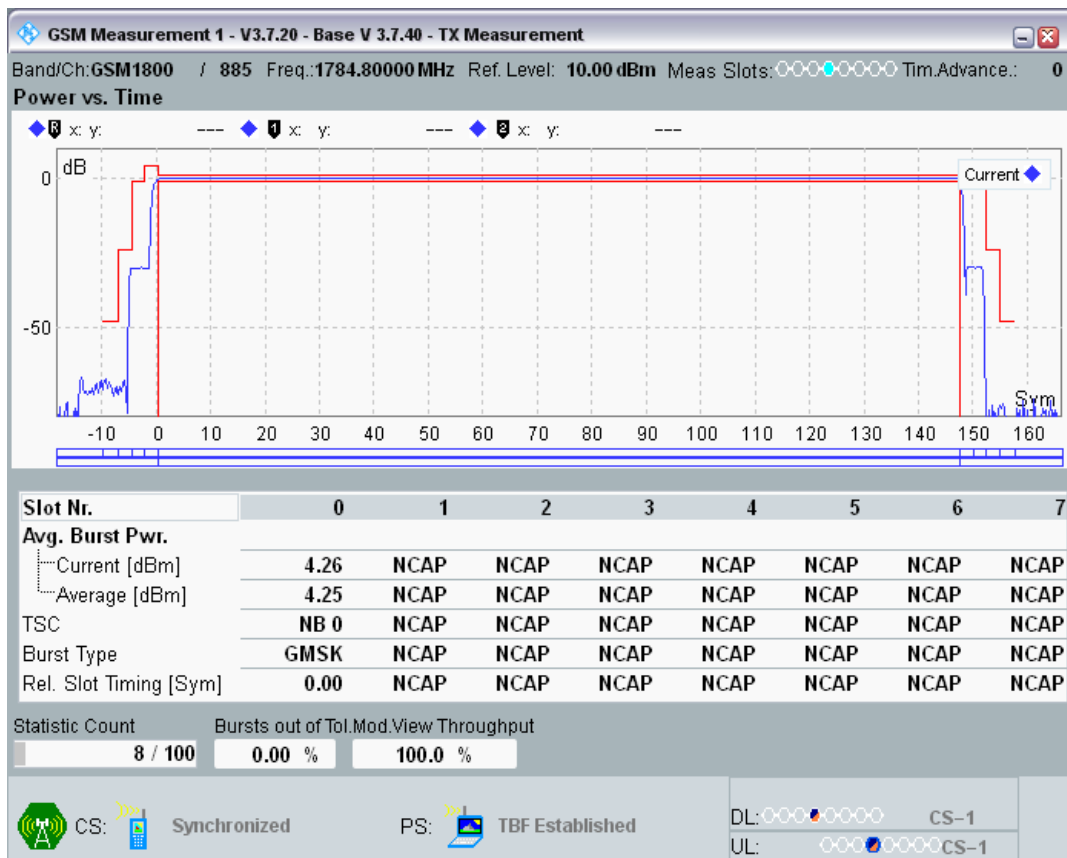 GSM Measurement 1 - V3.7.20 - Base V 3.7.40 - TX Measurement
Band/Ch:GSM1800 / 885 Freq.:1784.80000 MHz Ref. Level: 10.00 dBm Meas Slots: Tim.Advance.: 0
Power vs. Time
R x: y: --- 1 x: y: --- 2 x: y: ---
dB
Current
0
-50
Sym
-10 0 10 20 30 40 50 60 70 80 90 100 110 120 130 140 150 160
Slot Nr. 0 1 2 3 4 5 6 7
Avg. Burst Pwr.
Current [dBm] 4.26 NCAP NCAP NCAP NCAP NCAP NCAP NCAP
Average [dBm] 4.25 NCAP NCAP NCAP NCAP NCAP NCAP NCAP
TSC NB 0 NCAP NCAP NCAP NCAP NCAP NCAP NCAP
Burst Type GMSK NCAP NCAP NCAP NCAP NCAP NCAP NCAP
Rel. Slot Timing [Sym] 0.00 NCAP NCAP NCAP NCAP NCAP NCAP NCAP
Statistic Count Bursts out of Tol.Mod.View Throughput
8 / 100 0.00 % 100.0 %
CS: Synchronized PS: TBF Established
DL: CS-1
UL: CS-1